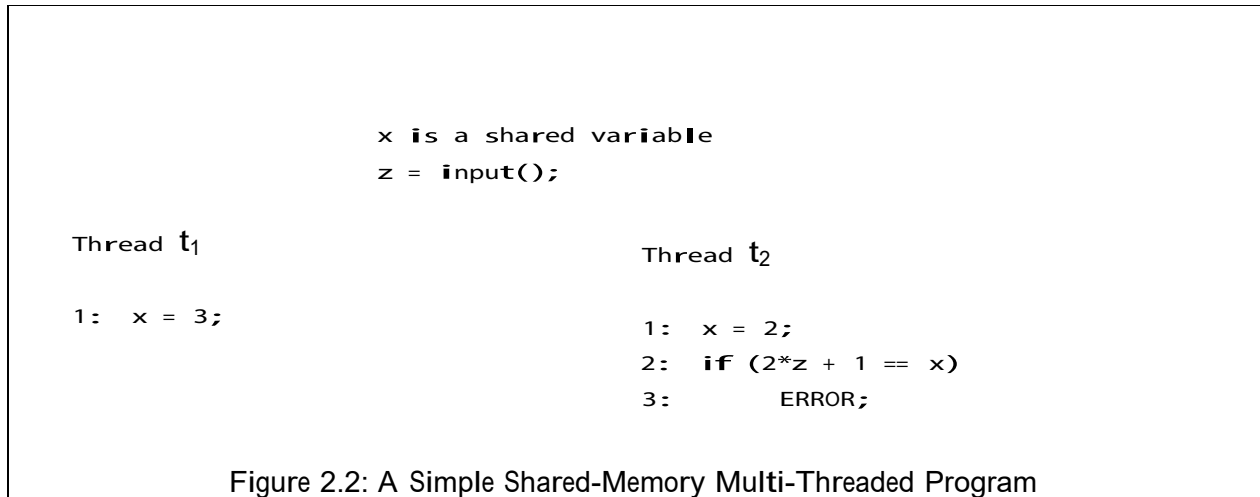 x is a shared variable
z = input();
Thread t₁
1: x = 3;
Thread t₂
1: x = 2;
2: if (2*z + 1 == x)
3: ERROR;
Figure 2.2: A Simple Shared-Memory Multi-Threaded Program